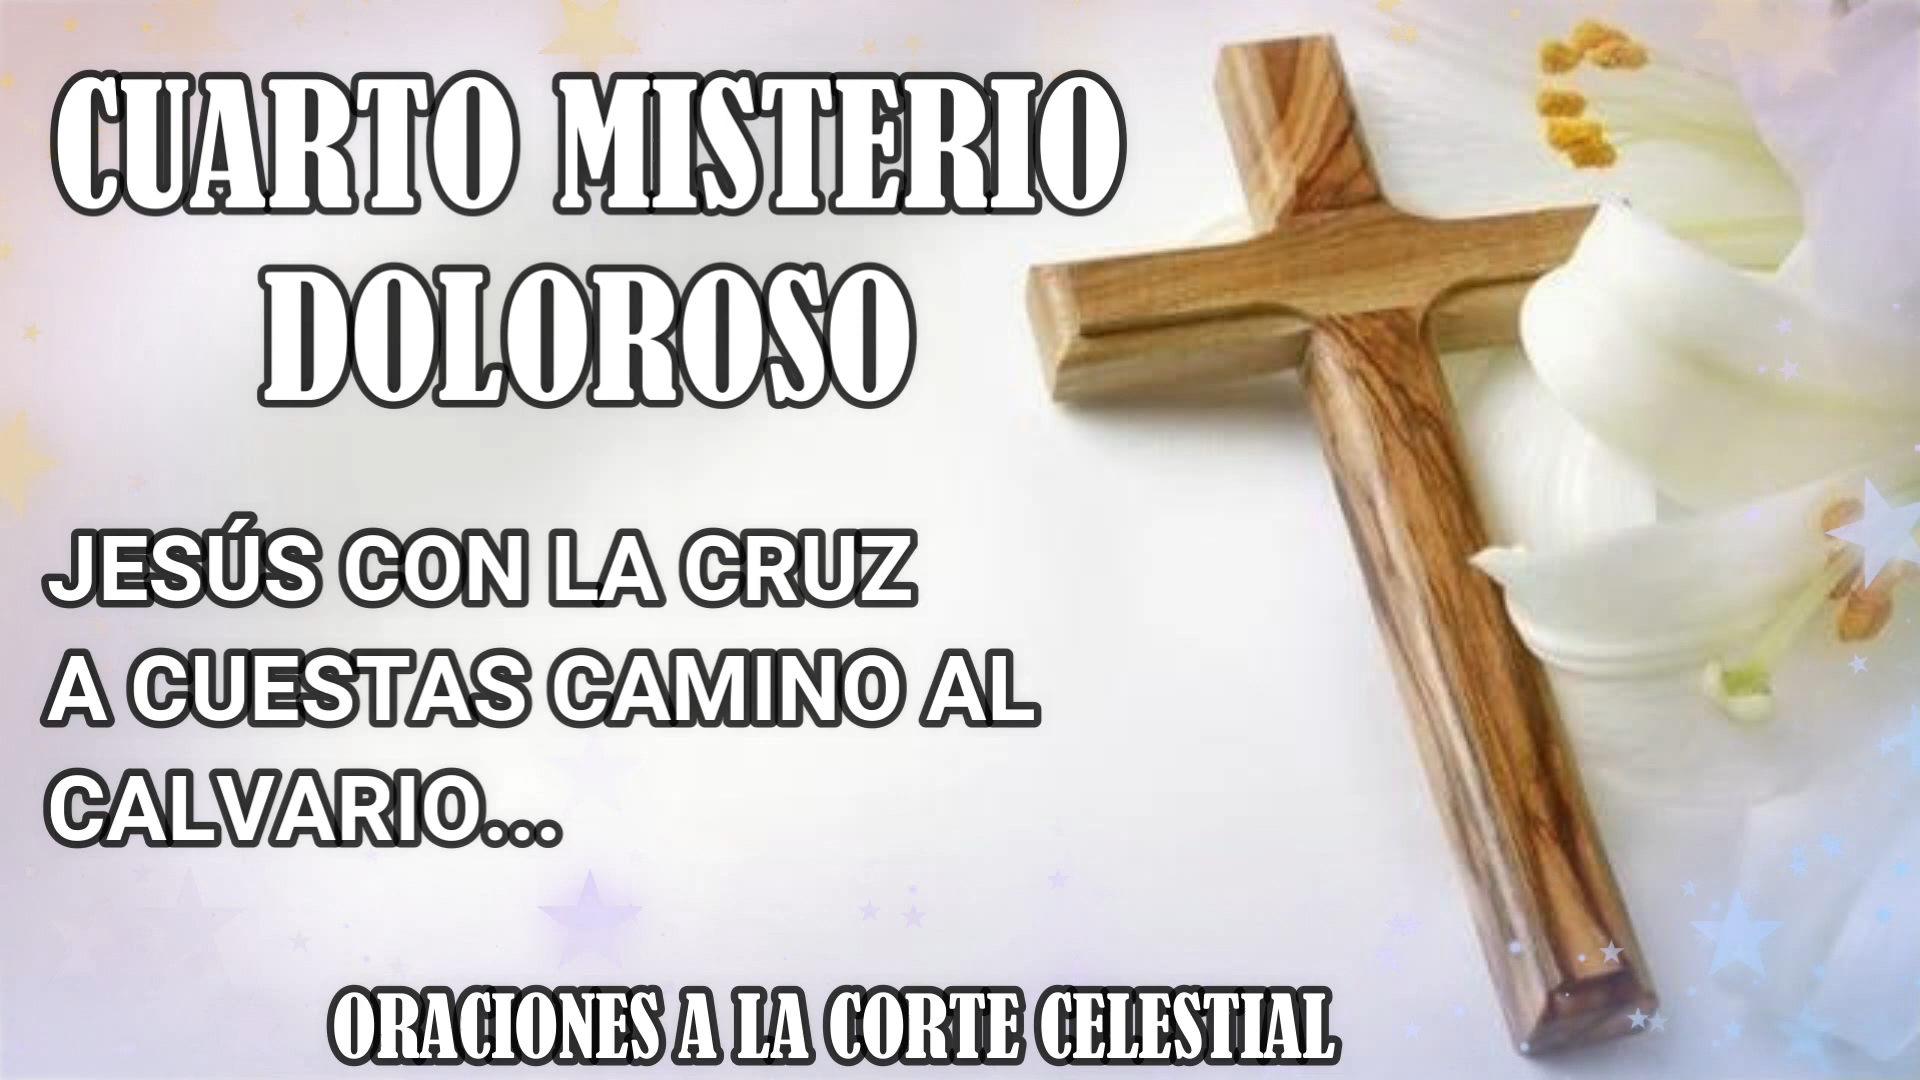 CUARTO MISTERIO
DOLOROSO
JESÚS CON LA CRUZ
A CUESTAS CAMINO AL
CALVARIO...
ORACIONES A LA CORTE CELESTIAL